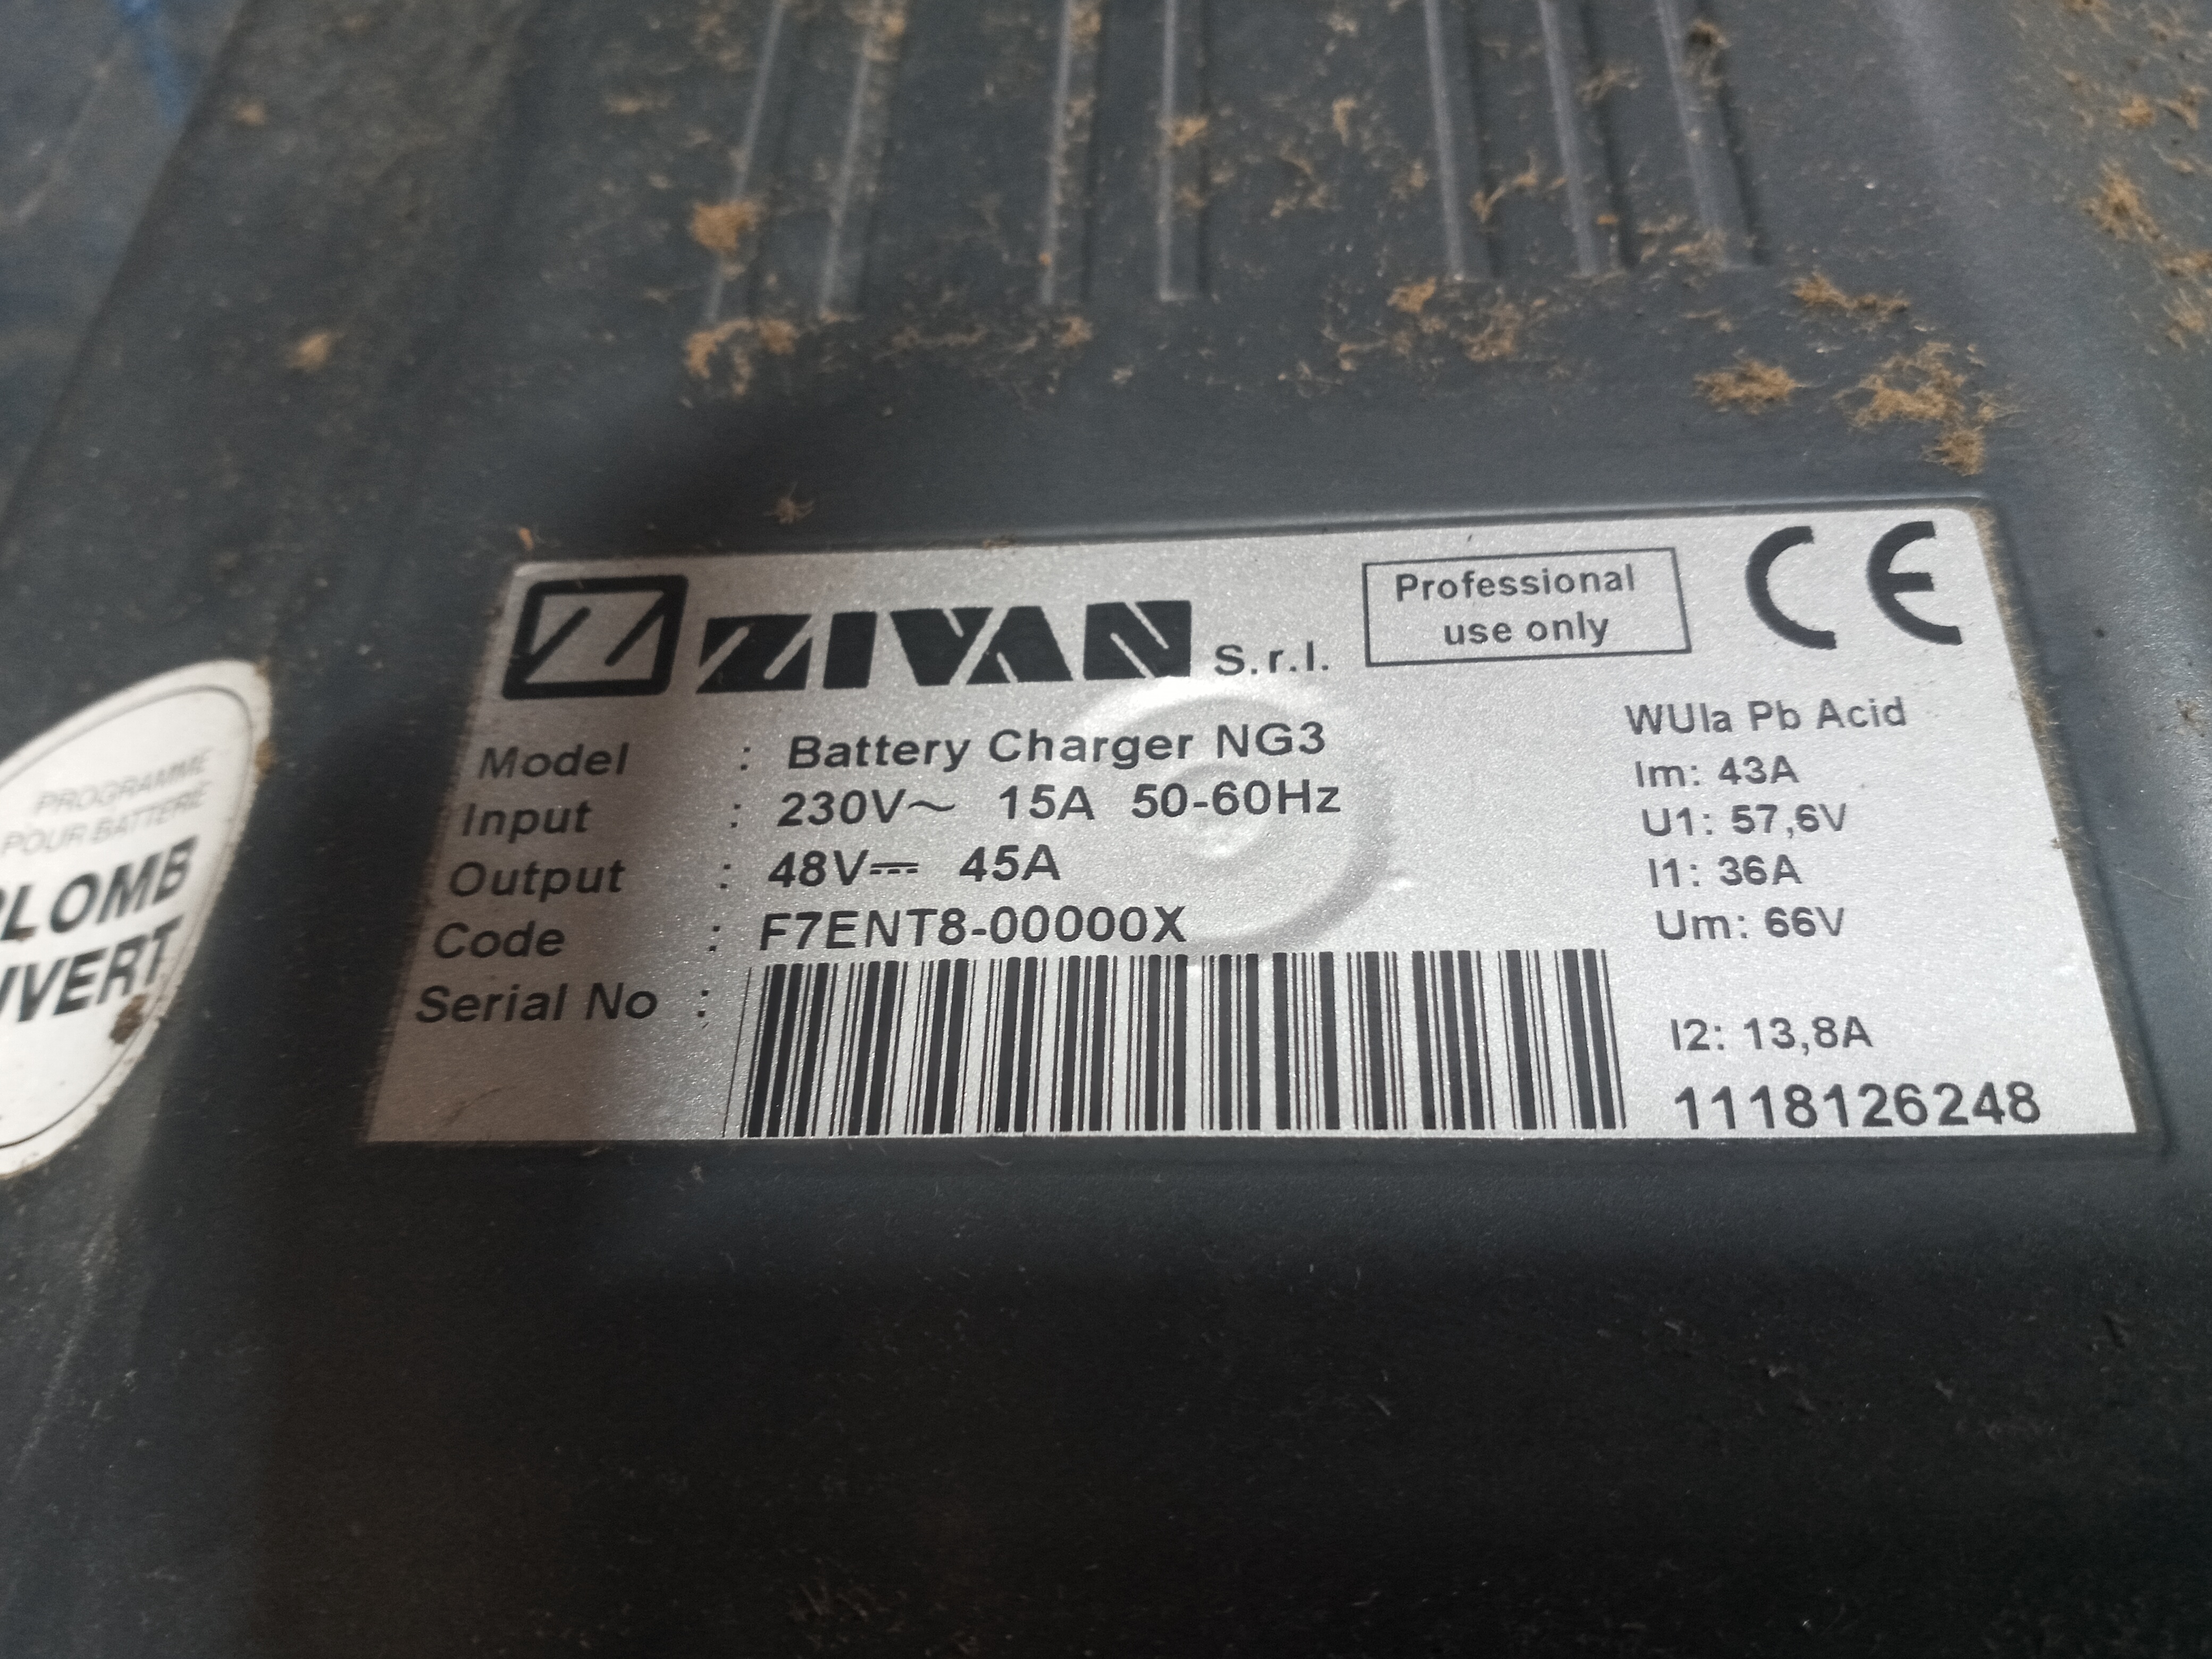 ZIVAN S.r.l.
Professional
use only
CE
Model : Battery Charger NG3
Input : 230V~ 15A 50-60Hz
Output : 48V⎓ 45A
Code : F7ENT8-00000X
Serial No :
WUIa Pb Acid
Im: 43A
U1: 57,6V
I1: 36A
Um: 66V
I2: 13,8A
1118126248
PROGRAMME
POUR BATTERIE
PLOMB